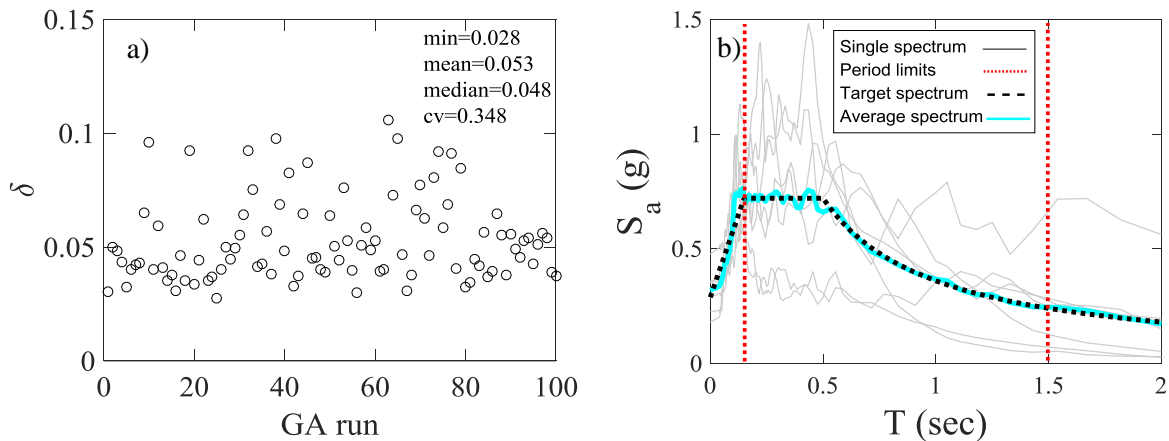 a)
min=0.028
mean=0.053
median=0.048
cv=0.348
0.15
0.1
0.05
0
δ
0 20 40 60 80 100
GA run
b)
Single spectrum
Period limits
Target spectrum
Average spectrum
1.5
1
0.5
0
S_a (g)
0 0.5 1 1.5 2
T (sec)